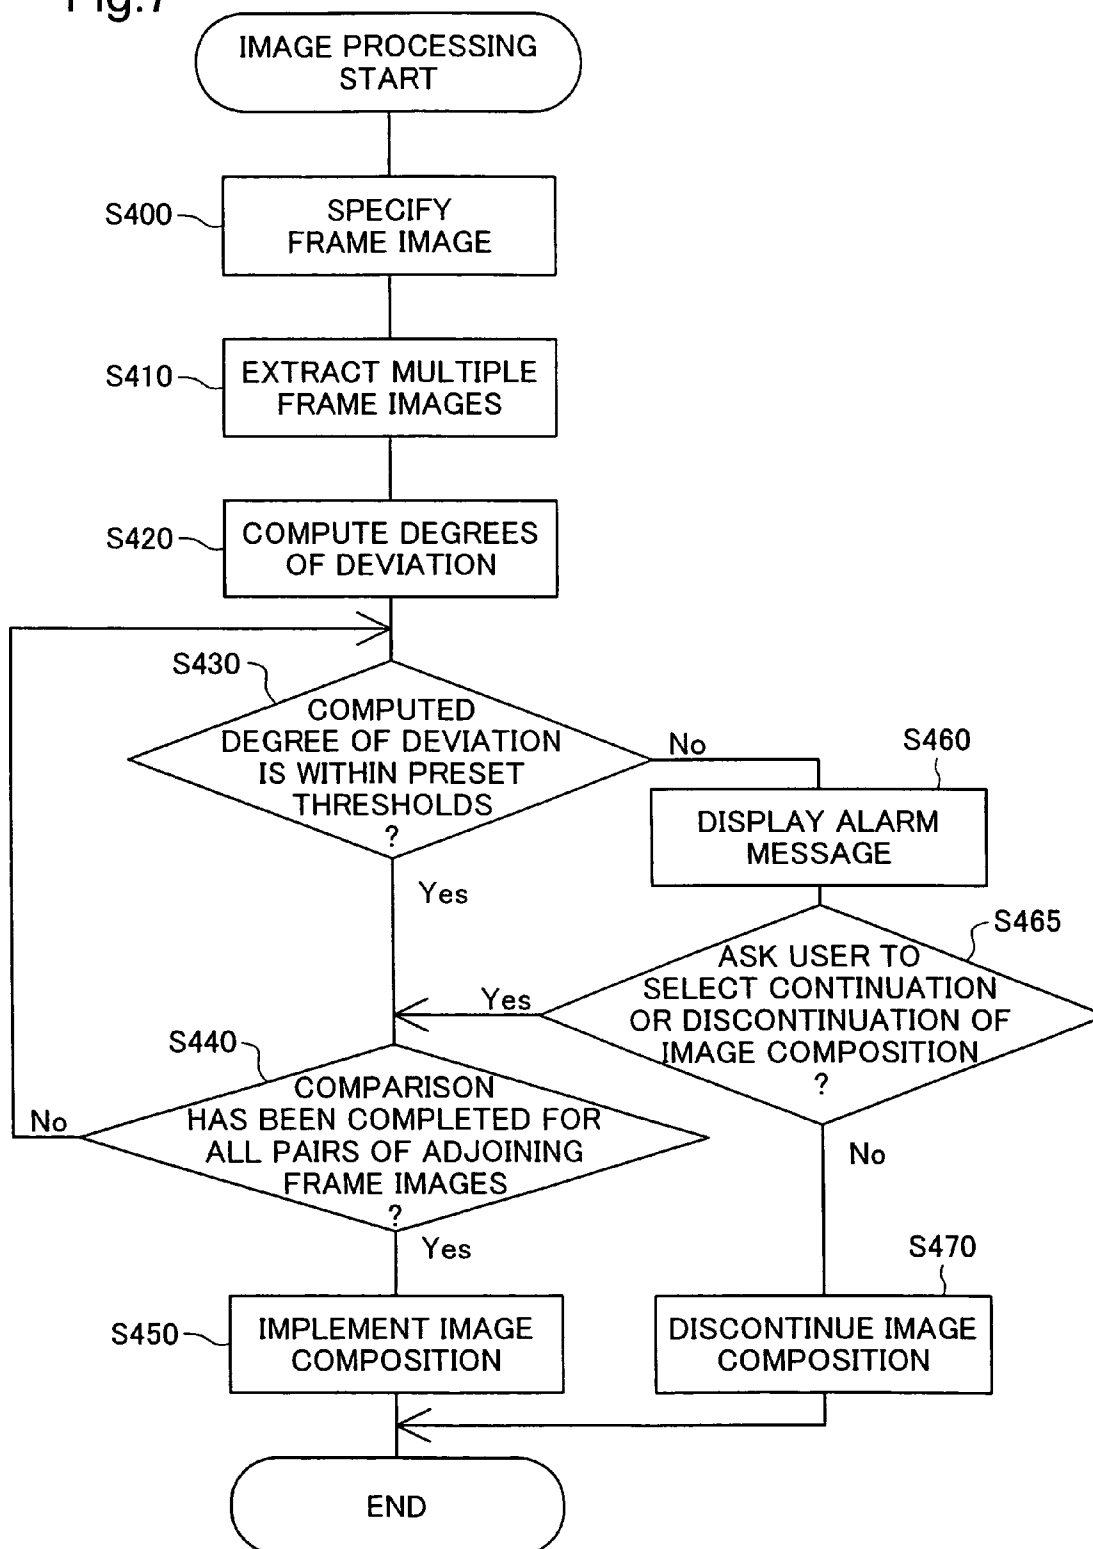 Fig.7
IMAGE PROCESSING
START
S400
SPECIFY
FRAME IMAGE
S410
EXTRACT MULTIPLE
FRAME IMAGES
S420
COMPUTE DEGREES
OF DEVIATION
S430
COMPUTED
DEGREE OF DEVIATION
IS WITHIN PRESET
THRESHOLDS
?
No
Yes
S460
DISPLAY ALARM
MESSAGE
S465
ASK USER TO
SELECT CONTINUATION
OR DISCONTINUATION OF
IMAGE COMPOSITION
?
Yes
No
S440
COMPARISON
HAS BEEN COMPLETED FOR
ALL PAIRS OF ADJOINING
FRAME IMAGES
?
No
Yes
S450
IMPLEMENT IMAGE
COMPOSITION
S470
DISCONTINUE IMAGE
COMPOSITION
END